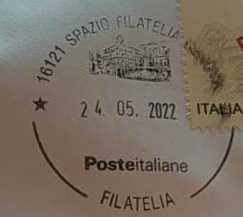 16121 SPAZIO FILATELIA
24. 05. 2022
ITALIA
Posteitaliane
FILATELIA